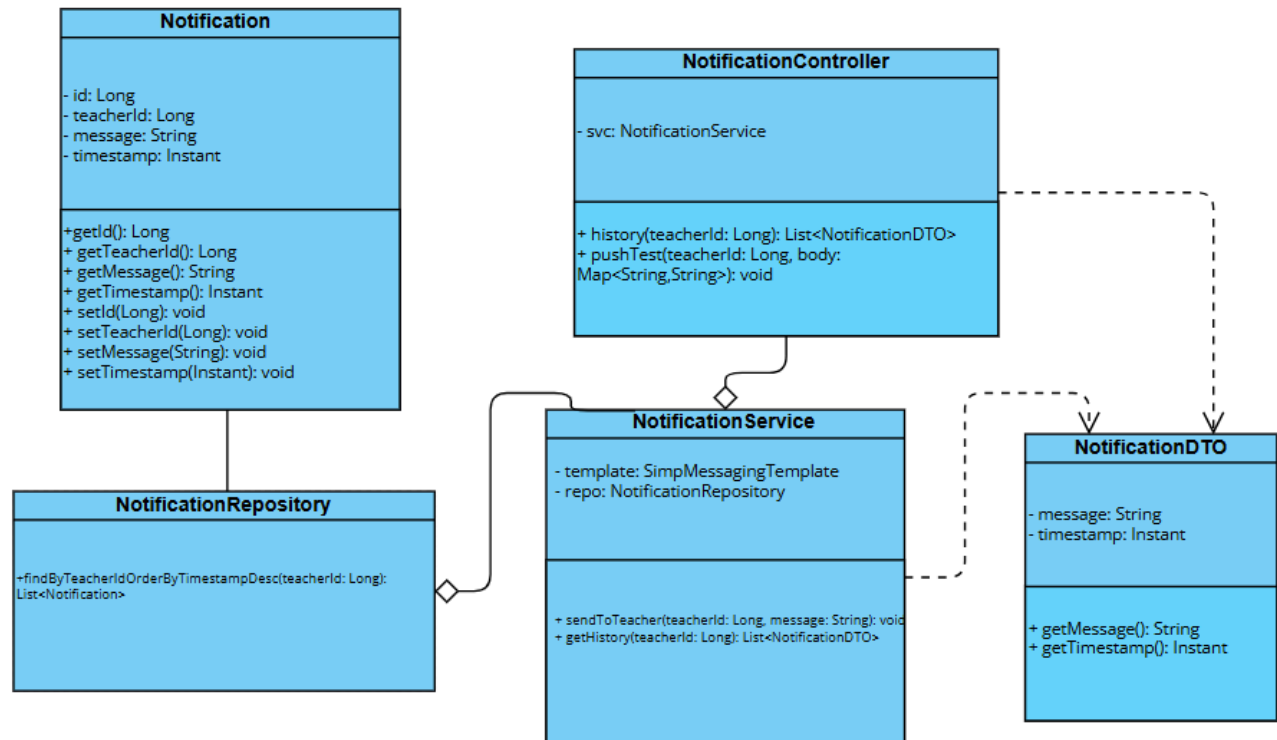 Notification
- id: Long
- teacherId: Long
- message: String
- timestamp: Instant
+getId(): Long
+ getTeacherId(): Long
+ getMessage(): String
+ getTimestamp(): Instant
+ setId(Long): void
+ setTeacherId(Long): void
+ setMessage(String): void
+ setTimestamp(Instant): void
NotificationController
- svc: NotificationService
+ history(teacherId: Long): List<NotificationDTO>
+ pushTest(teacherId: Long, body:
Map<String,String>): void
NotificationRepository
+findByTeacherIdOrderByTimestampDesc(teacherId: Long):
List<Notification>
NotificationService
- template: SimpMessagingTemplate
- repo: NotificationRepository
+ sendToTeacher(teacherId: Long, message: String): void
+ getHistory(teacherId: Long): List<NotificationDTO>
NotificationDTO
- message: String
- timestamp: Instant
+ getMessage(): String
+ getTimestamp(): Instant